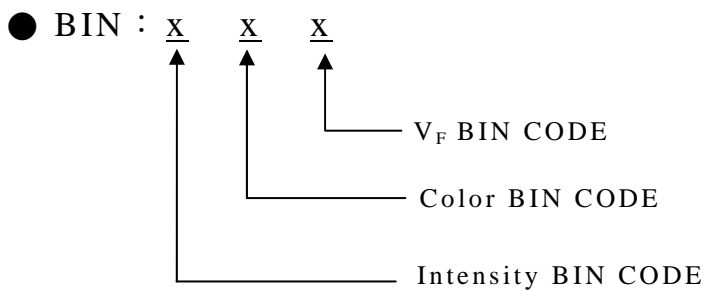 ● BIN：x x x
V_F BIN CODE
Color BIN CODE
Intensity BIN CODE